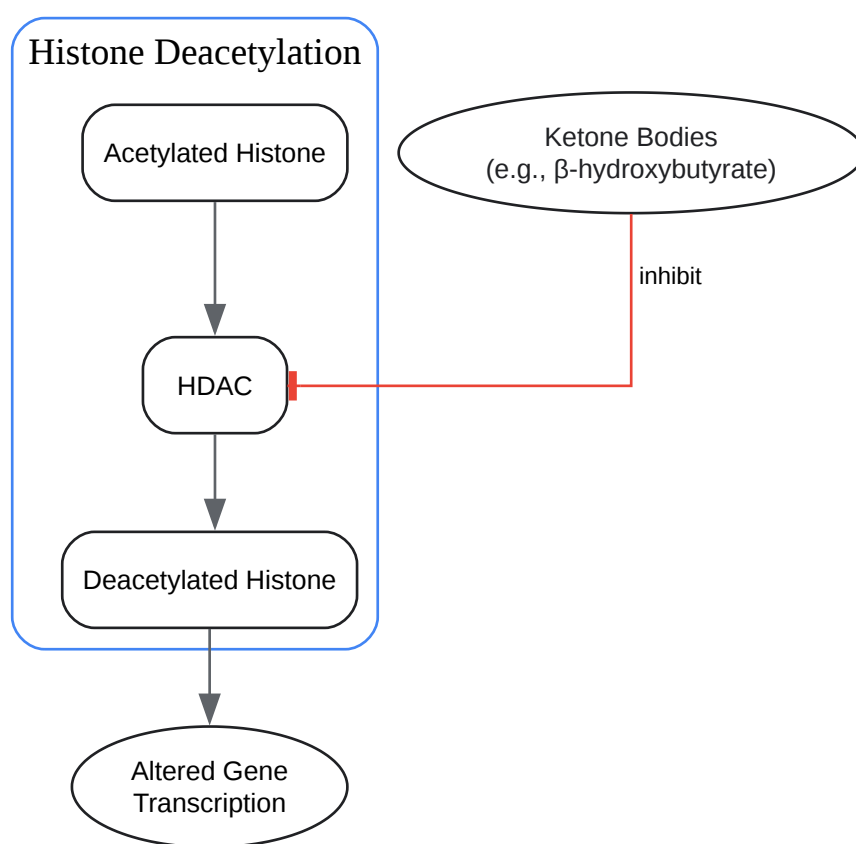 Histone Deacetylation
Acetylated Histone
Ketone Bodies
(e.g., β-hydroxybutyrate)
inhibit
HDAC
Deacetylated Histone
Altered Gene
Transcription